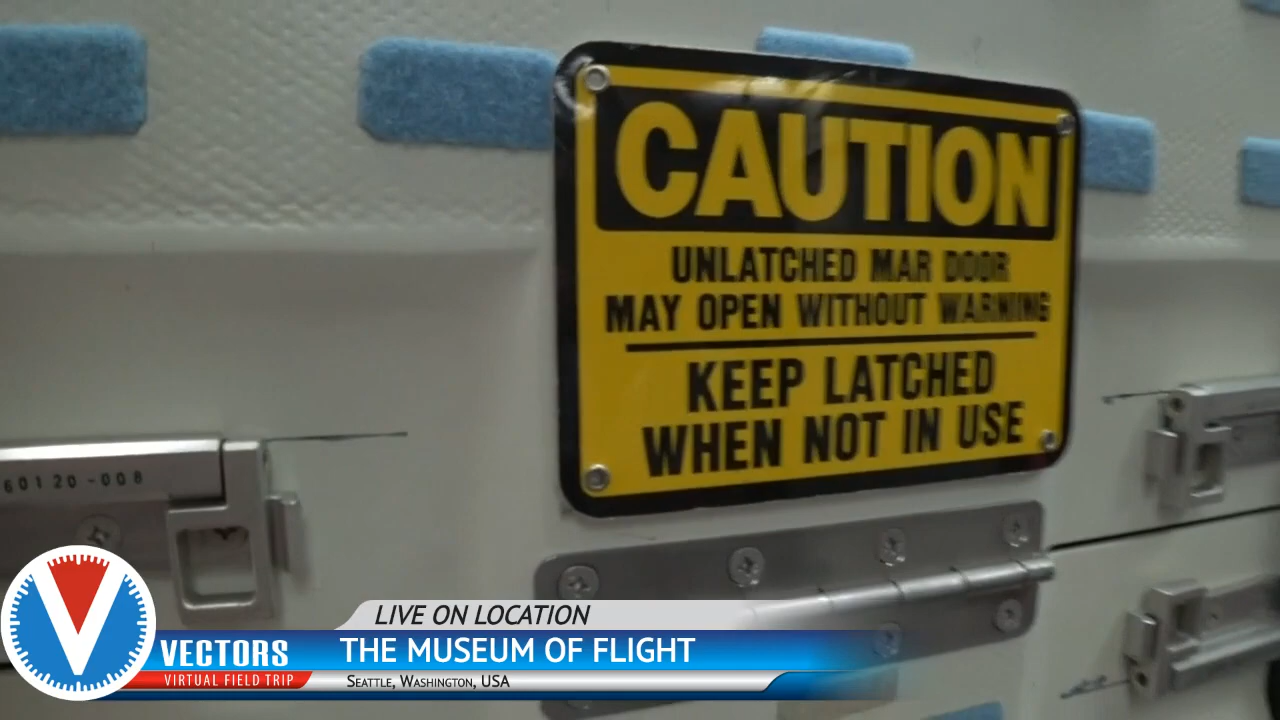 CAUTION
UNLATCHED MAR DOOR
MAY OPEN WITHOUT WARNING
KEEP LATCHED
WHEN NOT IN USE
60120-008
LIVE ON LOCATION
VECTORS
THE MUSEUM OF FLIGHT
VIRTUAL FIELD TRIP
SEATTLE, WASHINGTON, USA